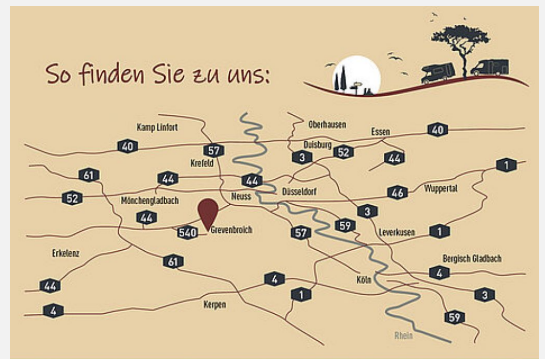 So finden Sie zu uns:
Kamp Linfort
Oberhausen
Essen
40
57
Duisburg
40
40
Krefeld
3
52
44
1
61
44
44
52
Mönchengladbach
Neuss
Düsseldorf
46
Wuppertal
44
3
540
Grevenbroich
57
59
Leverkusen
1
Erkelenz
61
Bergisch Gladbach
44
4
Köln
4
3
4
Kerpen
1
59
Rhein